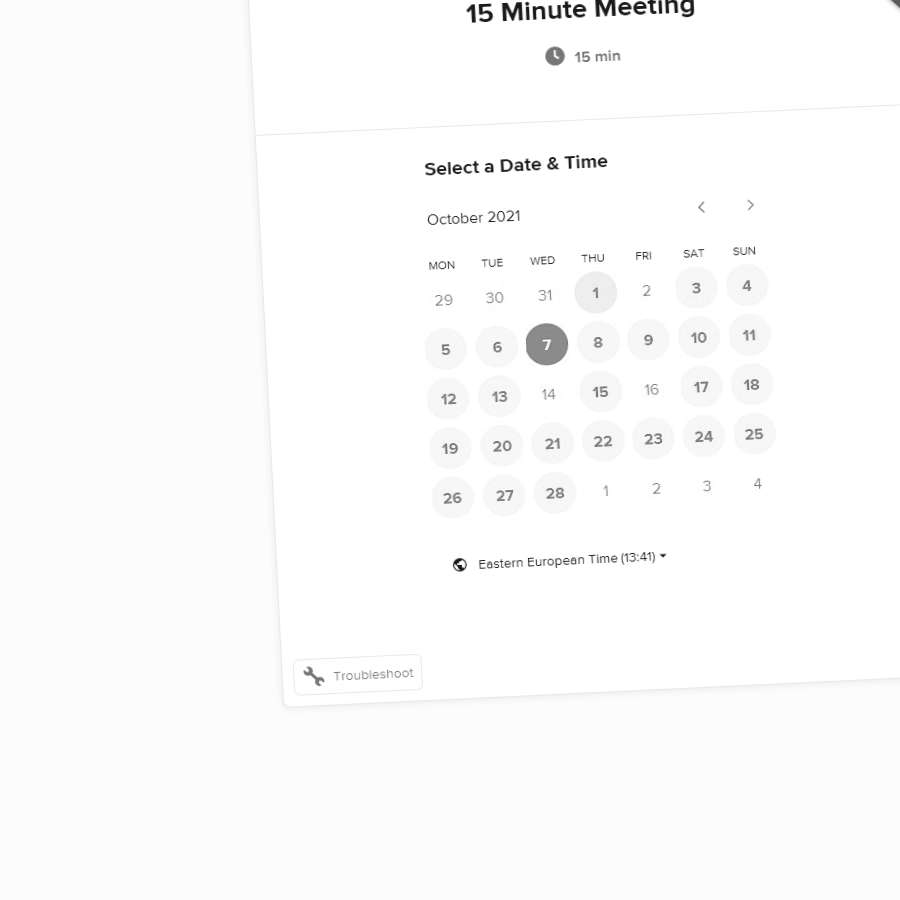 15 Minute Meeting
15 min
Select a Date & Time
October 2021
MON TUE WED THU FRI SAT SUN
29 30 31 1 2 3 4
5 6 7 8 9 10 11
12 13 14 15 16 17 18
19 20 21 22 23 24 25
26 27 28 1 2 3 4
Eastern European Time (13:41)
Troubleshoot